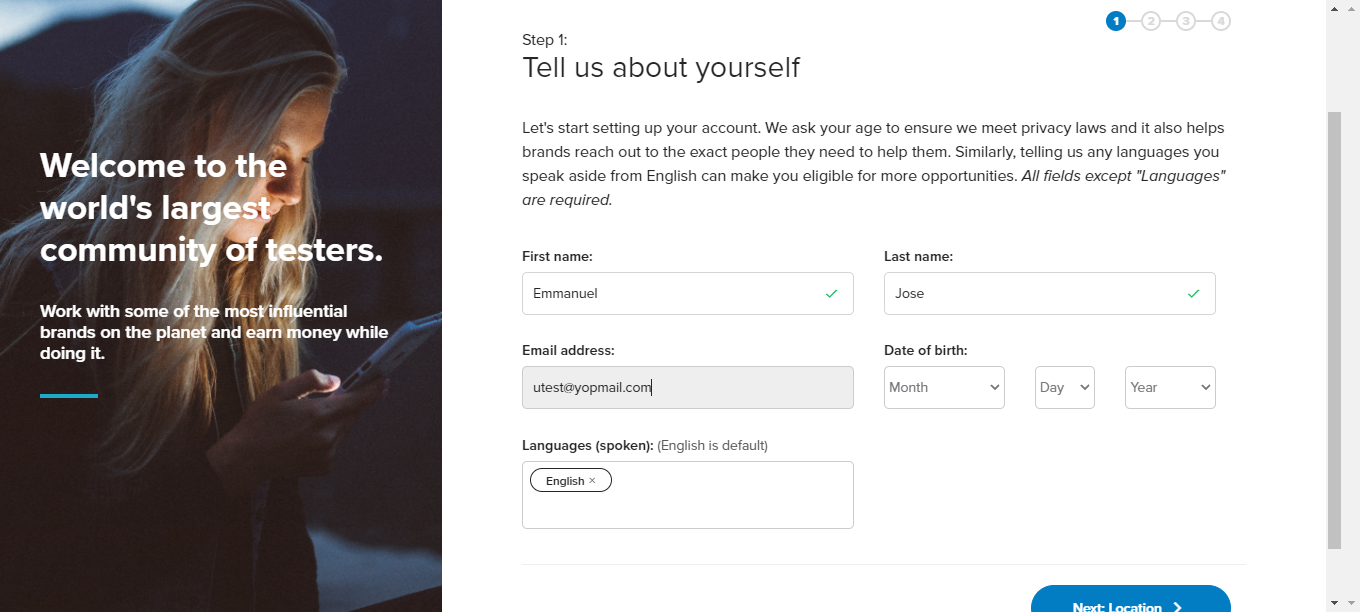 Welcome to the
world's largest
community of testers.
Work with some of the most influential
brands on the planet and earn money while
doing it.
1 2 3 4
Step 1:
Tell us about yourself
Let's start setting up your account. We ask your age to ensure we meet privacy laws and it also helps
brands reach out to the exact people they need to help them. Similarly, telling us any languages you
speak aside from English can make you eligible for more opportunities. All fields except "Languages"
are required.
First name: Last name:
Emmanuel Jose
Email address: Date of birth:
utest@yopmail.com Month Day Year
Languages (spoken): (English is default)
English ×
Next: Location